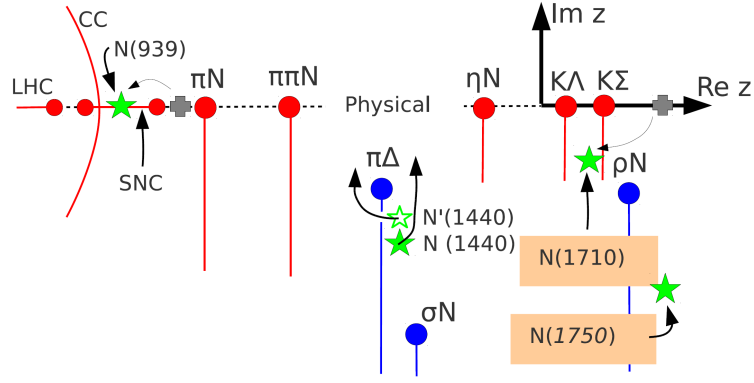 CC
Im z
N(939)
LHC
πN
ππN
Physical
ηN
KΛ
KΣ
Re z
SNC
πΔ
ρN
N'(1440)
N (1440)
N(1710)
σN
N(1750)